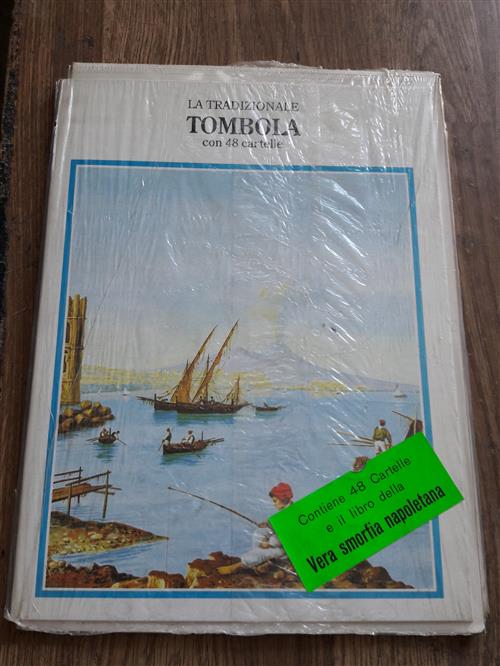 LA TRADIZIONALE
TOMBOLA
con 48 cartelle
Contiene 48 Cartelle
e il libro della
Vera smorfia napoletana